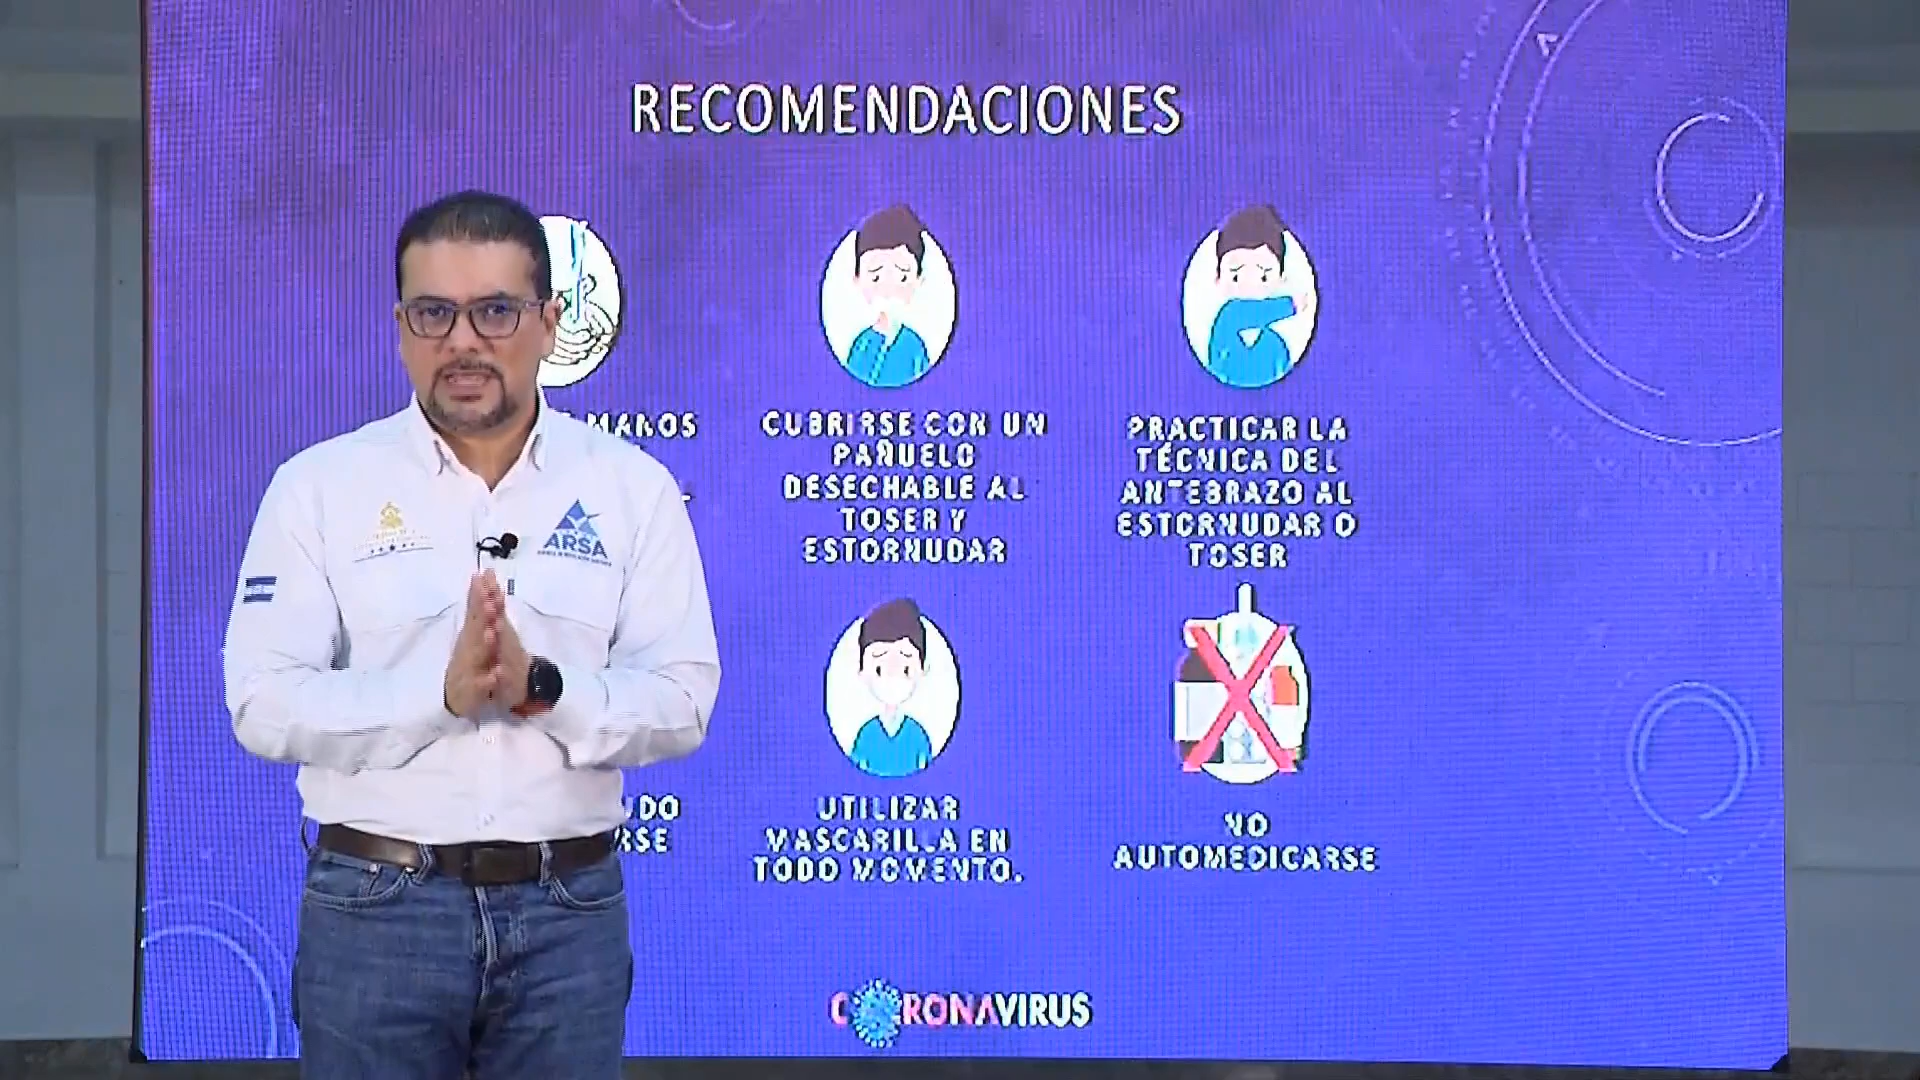 RECOMENDACIONES
MANOS
CUBRIRSE CON UN
PAÑUELO
DESECHABLE AL
TOSER Y
ESTORNUDAR
PRACTICAR LA
TÉCNICA DEL
ANTEBRAZO AL
ESTORNUDAR O
TOSER
ARSA
UTILIZAR
MASCARILLA EN
TODO MOMENTO.
NO
AUTOMEDICARSE
CORONAVIRUS